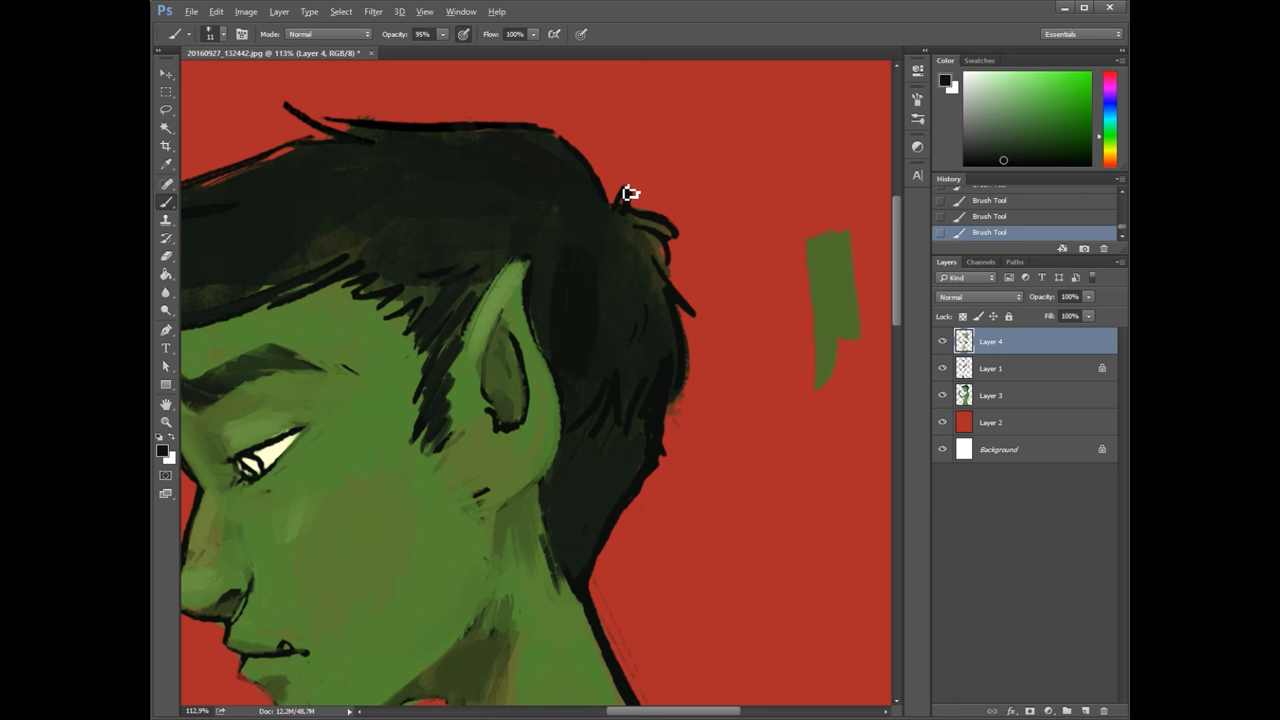 Ps File Edit Image Layer Type Select Filter 3D View Window Help
11 Mode: Normal Opacity: 95% Flow: 100% Essentials
20160927_132442.jpg @ 113% (Layer 4, RGB/8) * ×
Color Swatches
History
Brush Tool
Brush Tool
Brush Tool
Layers Channels Paths
Kind
Normal Opacity: 100%
Lock: Fill: 100%
Layer 4
Layer 1
Layer 3
Layer 2
Background
112,9% Doc: 12,2M/48,7M